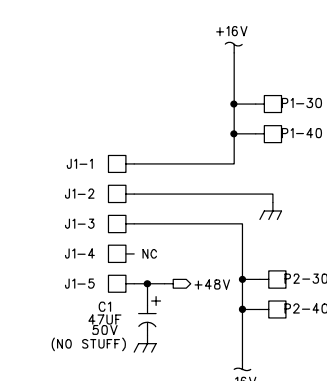 +16V
P1-30
P1-40
J1-1
J1-2
J1-3
J1-4 NC
J1-5 +48V
C1 +
47UF
50V
(NO STUFF)
P2-30
P2-40